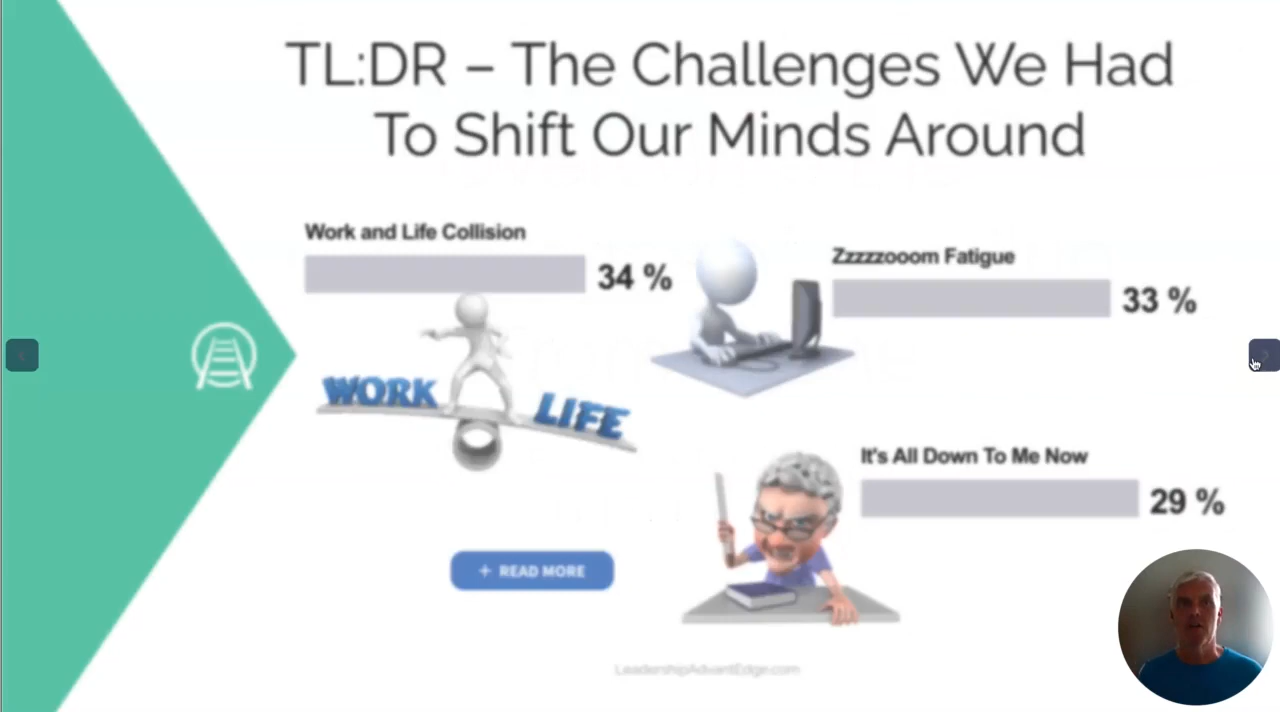 TL:DR – The Challenges We Had
To Shift Our Minds Around
Work and Life Collision
34 %
Zzzzzooom Fatigue
33 %
WORK
LIFE
It's All Down To Me Now
29 %
+ READ MORE
LeadershipAdvantEdge.com